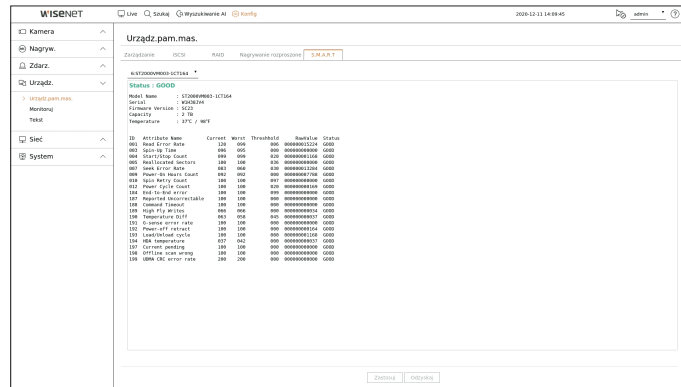 WISENET
Live Szukaj Wyszukiwanie AI Konfig
2020-12-11 14:09:45
admin
Kamera
Nagryw.
Zdarz.
Urządz.
> Urządz.pam.mas.
Monitoruj
Tekst
Sieć
System
Urządz.pam.mas.
Zarządzanie ISCSI RAID Nagrywanie rozproszone S.M.A.R.T
6:ST2000VM003-1CT164
Status : GOOD
Model Name : ST2000VM003-1CT164
Serial : W1H3BJV4
Firmware Version : SC23
Capacity : 2 TB
Temperature : 37℃ / 98℉
ID Attribute Name Current Worst Threshhold RawValue Status
001 Read Error Rate 120 099 006 000000015224 GOOD
003 Spin-Up Time 096 095 000 000000000000 GOOD
004 Start/Stop Count 099 099 020 000000001168 GOOD
005 Reallocated Sectors 100 100 036 000000000000 GOOD
007 Seek Error Rate 083 060 030 000000013284 GOOD
009 Power-On Hours Count 092 092 000 000000007788 GOOD
010 Spin Retry Count 100 100 097 000000000000 GOOD
012 Power Cycle Count 100 100 020 000000000169 GOOD
184 End-to-End error 100 100 099 000000000000 GOOD
187 Reported Uncorrectable 100 100 000 000000000000 GOOD
188 Command Timeout 100 100 000 000000000000 GOOD
189 High Fly Writes 066 066 000 000000000034 GOOD
190 Temperature Diff 063 058 045 000000000037 GOOD
191 G-sense error rate 100 100 000 000000000000 GOOD
192 Power-off retract 100 100 000 000000000164 GOOD
193 Load/Unload cycle 100 100 000 000000001168 GOOD
194 HDA temperature 037 042 000 000000000037 GOOD
197 Current pending 100 100 000 000000000000 GOOD
198 Offline scan wrong 100 100 000 000000000000 GOOD
199 UDMA CRC error rate 200 200 000 000000000000 GOOD
Zastosuj Odzyskaj